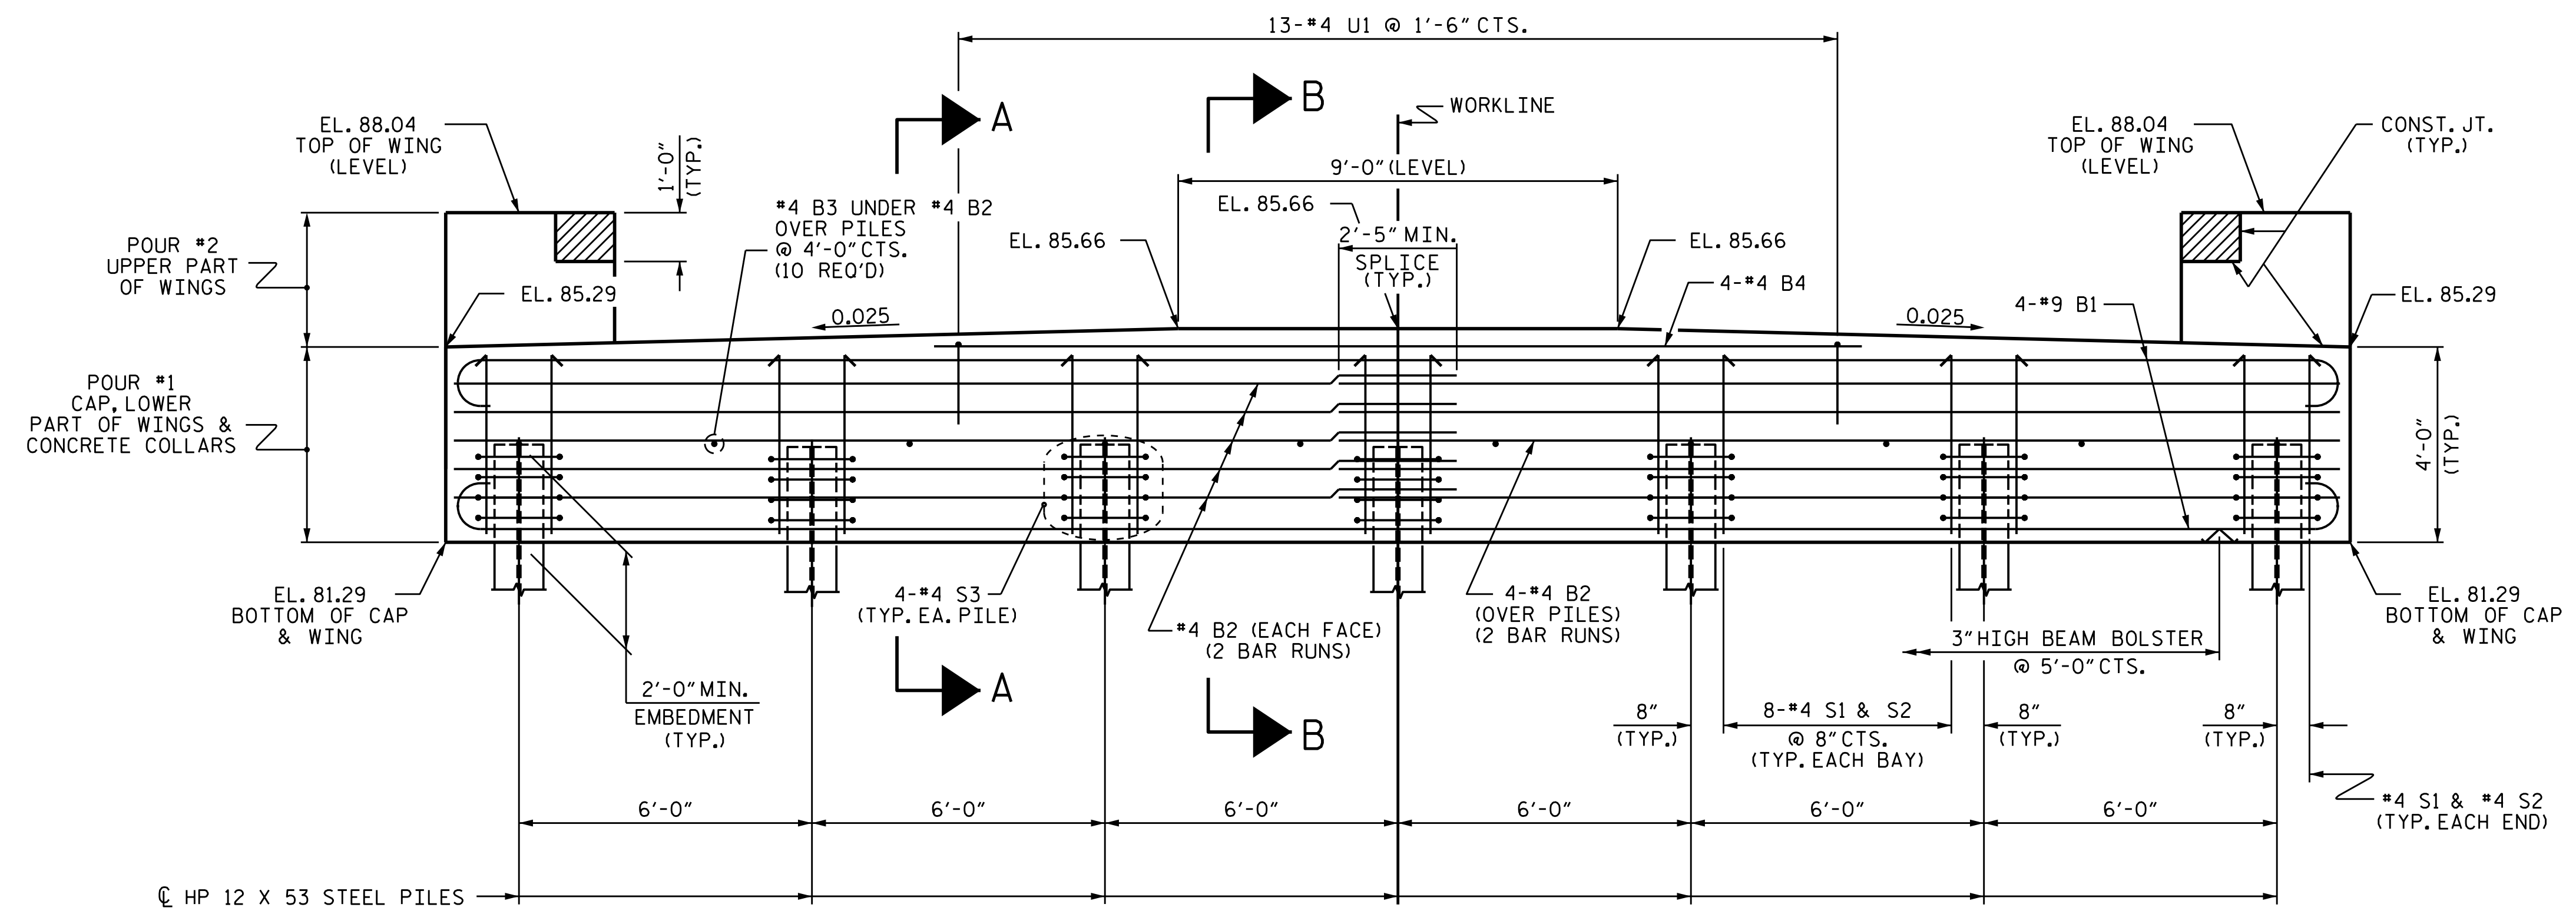 13-#4 U1 @ 1'-6" CTS.
A
B
WORKLINE
EL. 88.04
TOP OF WING
(LEVEL)
1'-0"
(TYP.)
9'-0" (LEVEL)
EL. 88.04
TOP OF WING
(LEVEL)
CONST. JT.
(TYP.)
#4 B3 UNDER #4 B2
OVER PILES
@ 4'-0" CTS.
(10 REQ'D)
EL. 85.66
EL. 85.66
2'-5" MIN.
SPLICE
(TYP.)
EL. 85.66
4-#4 B4
POUR #2
UPPER PART
OF WINGS
EL. 85.29
0.025
0.025
4-#9 B1
EL. 85.29
POUR #1
CAP, LOWER
PART OF WINGS &
CONCRETE COLLARS
4'-0"
(TYP.)
EL. 81.29
BOTTOM OF CAP
& WING
4-#4 S3
(TYP. EA. PILE)
#4 B2 (EACH FACE)
(2 BAR RUNS)
4-#4 B2
(OVER PILES)
(2 BAR RUNS)
3" HIGH BEAM BOLSTER
@ 5'-0" CTS.
EL. 81.29
BOTTOM OF CAP
& WING
2'-0" MIN.
EMBEDMENT
(TYP.)
A
B
8"
(TYP.)
8-#4 S1 & S2
@ 8" CTS.
(TYP. EACH BAY)
8"
(TYP.)
8"
(TYP.)
#4 S1 & #4 S2
(TYP. EACH END)
6'-0"
6'-0"
6'-0"
6'-0"
6'-0"
6'-0"
℄ HP 12 X 53 STEEL PILES